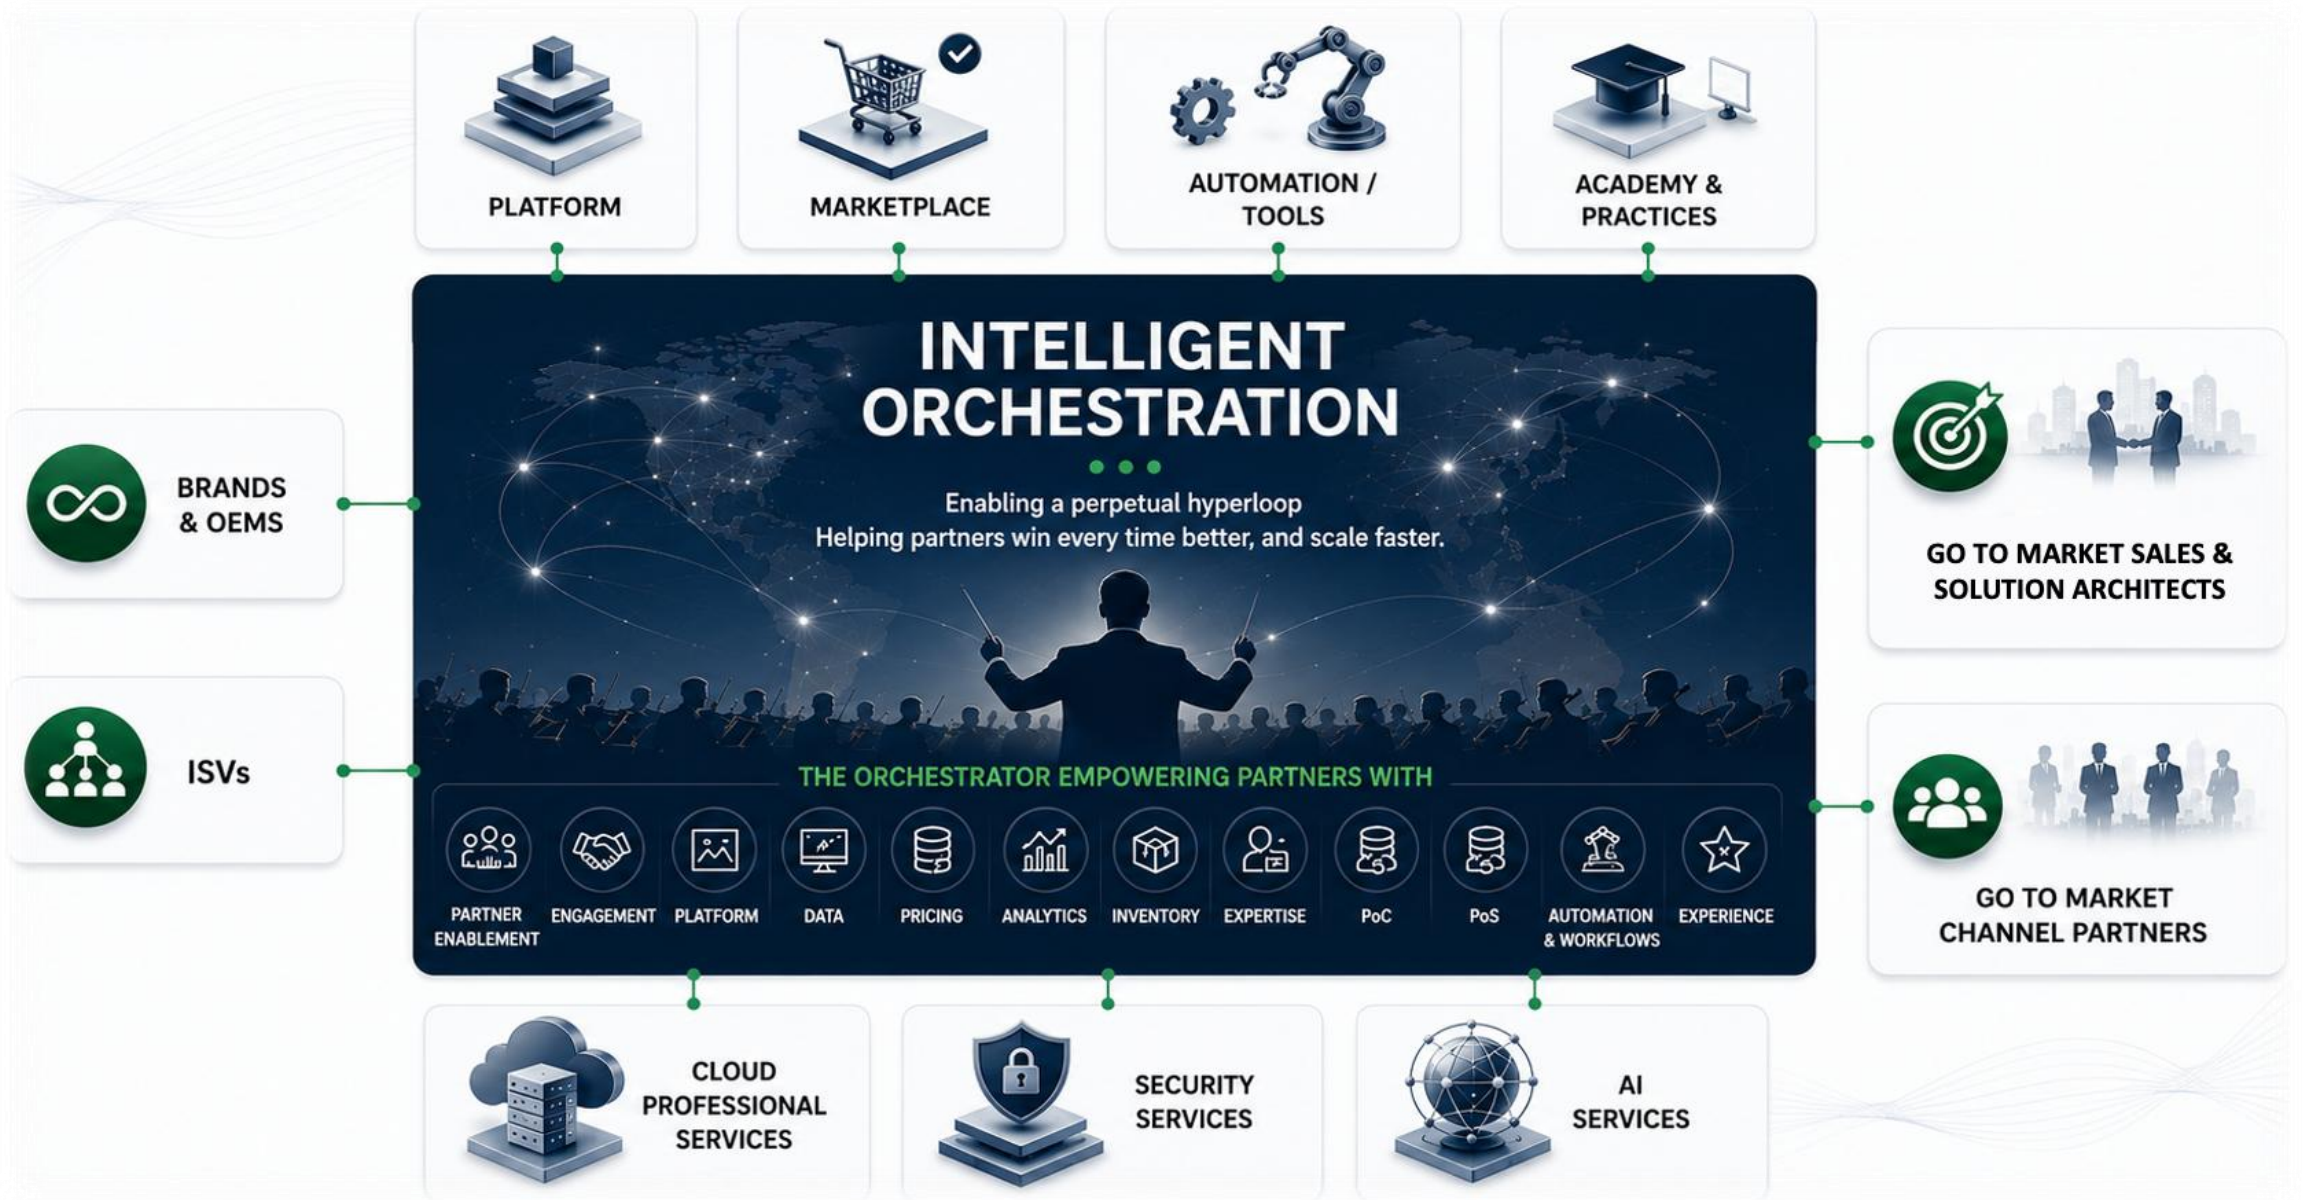 PLATFORM
MARKETPLACE
AUTOMATION /
TOOLS
ACADEMY &
PRACTICES
INTELLIGENT
ORCHESTRATION
Enabling a perpetual hyperloop
Helping partners win every time better, and scale faster.
BRANDS
& OEMS
ISVs
GO TO MARKET SALES &
SOLUTION ARCHITECTS
GO TO MARKET
CHANNEL PARTNERS
THE ORCHESTRATOR EMPOWERING PARTNERS WITH
PARTNER
ENABLEMENT
ENGAGEMENT
PLATFORM
DATA
PRICING
ANALYTICS
INVENTORY
EXPERTISE
PoC
PoS
AUTOMATION
& WORKFLOWS
EXPERIENCE
CLOUD
PROFESSIONAL
SERVICES
SECURITY
SERVICES
AI
SERVICES